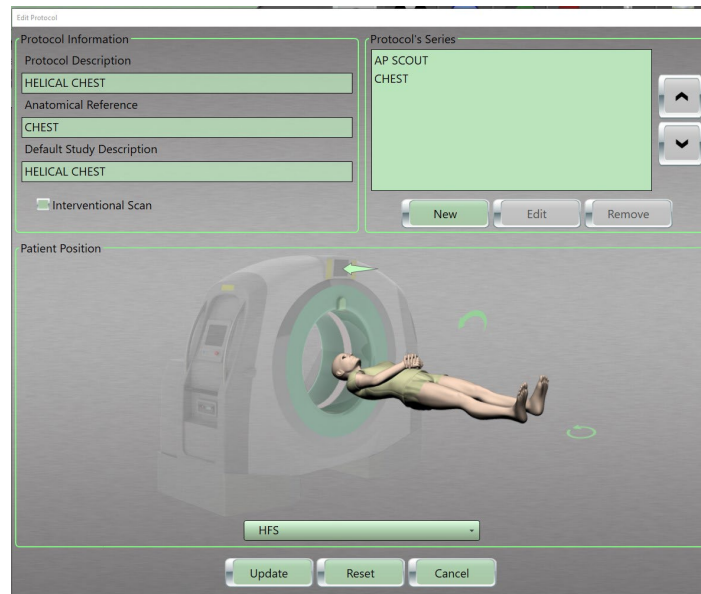 Edit Protocol
Protocol Information
Protocol Description
HELICAL CHEST
Anatomical Reference
CHEST
Default Study Description
HELICAL CHEST
Interventional Scan
Protocol's Series
AP SCOUT
CHEST
New
Edit
Remove
Patient Position
HFS
Update
Reset
Cancel